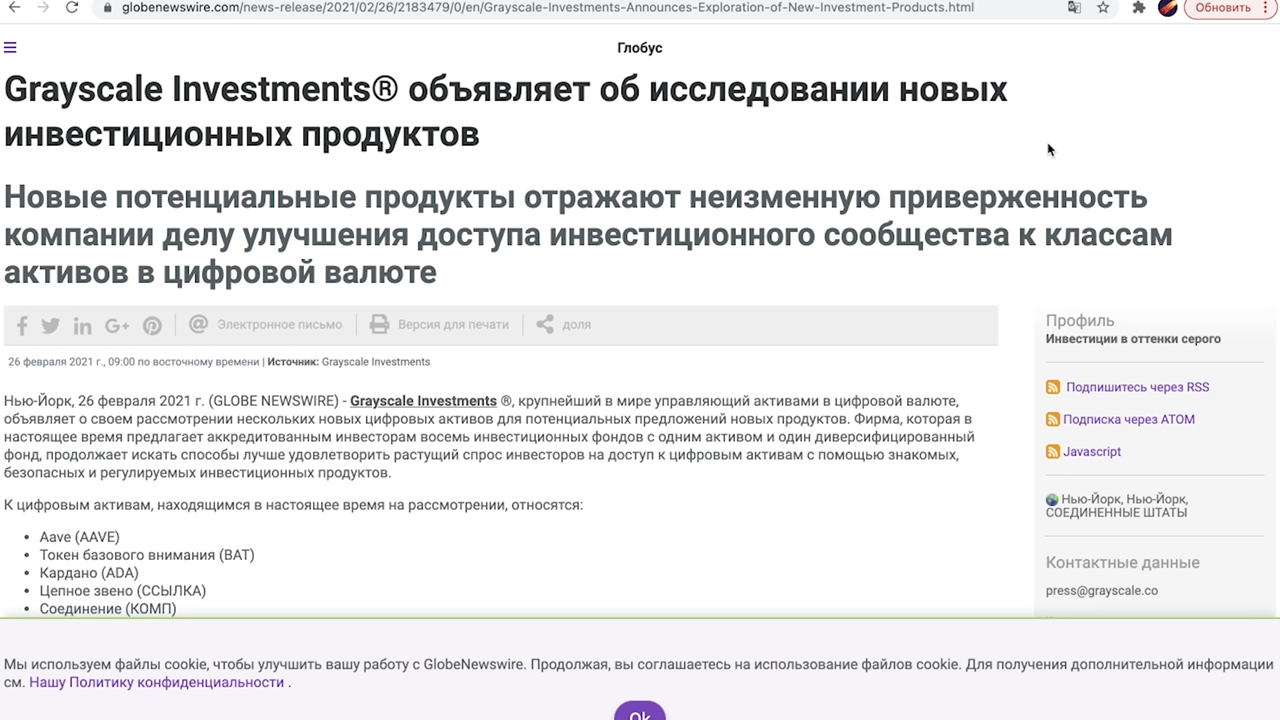 globenewswire.com/news-release/2021/02/26/2183479/0/en/Grayscale-Investments-Announces-Exploration-of-New-Investment-Products.html
Обновить
Глобус
Grayscale Investments® объявляет об исследовании новых
инвестиционных продуктов
Новые потенциальные продукты отражают неизменную приверженность
компании делу улучшения доступа инвестиционного сообщества к классам
активов в цифровой валюте
Электронное письмо
Версия для печати
доля
26 февраля 2021 г., 09:00 по восточному времени | Источник: Grayscale Investments
Нью-Йорк, 26 февраля 2021 г. (GLOBE NEWSWIRE) - Grayscale Investments ®, крупнейший в мире управляющий активами в цифровой валюте,
объявляет о своем рассмотрении нескольких новых цифровых активов для потенциальных предложений новых продуктов. Фирма, которая в
настоящее время предлагает аккредитованным инвесторам восемь инвестиционных фондов с одним активом и один диверсифицированный
фонд, продолжает искать способы лучше удовлетворить растущий спрос инвесторов на доступ к цифровым активам с помощью знакомых,
безопасных и регулируемых инвестиционных продуктов.
К цифровым активам, находящимся в настоящее время на рассмотрении, относятся:
• Aave (AAVE)
• Токен базового внимания (BAT)
• Кардано (ADA)
• Цепное звено (ССЫЛКА)
• Соединение (КОМП)
Профиль
Инвестиции в оттенки серого
Подпишитесь через RSS
Подписка через ATOM
Javascript
Нью-Йорк, Нью-Йорк,
СОЕДИНЕННЫЕ ШТАТЫ
Контактные данные
press@grayscale.co
Мы используем файлы cookie, чтобы улучшить вашу работу с GlobeNewswire. Продолжая, вы соглашаетесь на использование файлов cookie. Для получения дополнительной информации
см. Нашу Политику конфиденциальности .
Ok